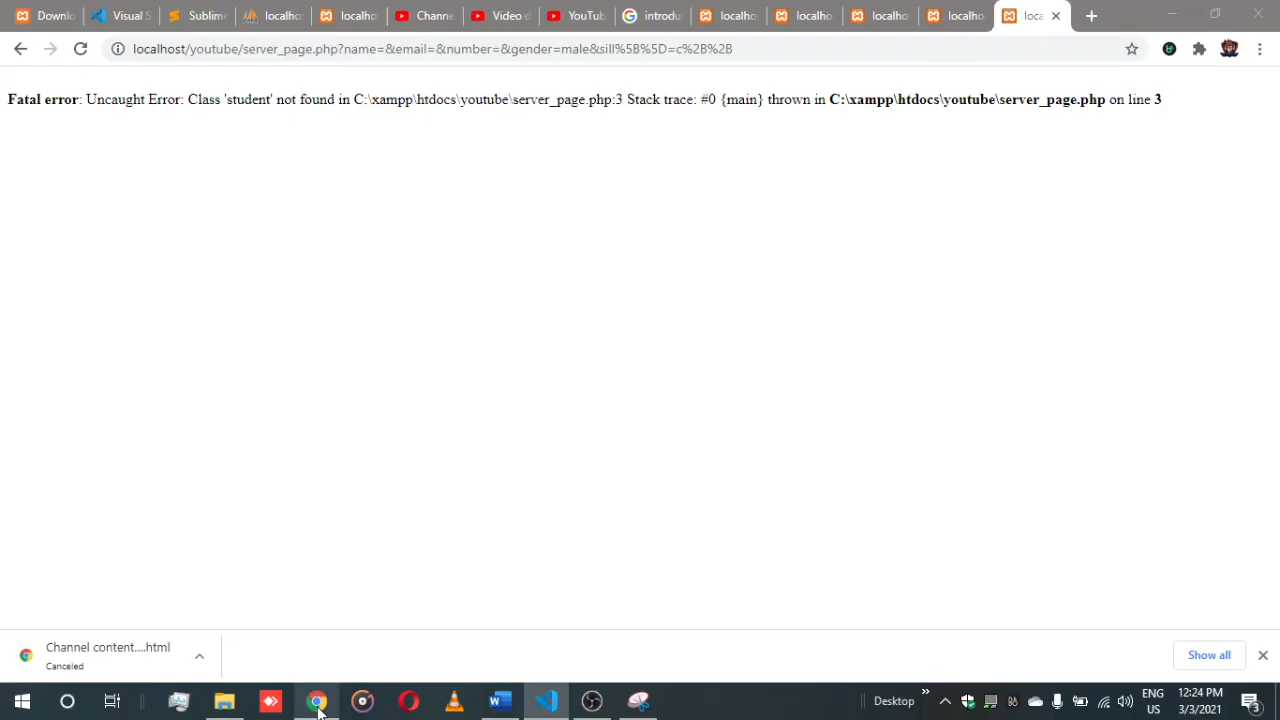 Downlo
Visual S
Sublime
localho
localho
Channe
Video d
YouTub
introdu
localho
localho
localho
localho
loca
localhost/youtube/server_page.php?name=&email=&number=&gender=male&sill%5B%5D=c%2B%2B
Fatal error: Uncaught Error: Class 'student' not found in C:\xampp\htdocs\youtube\server_page.php:3 Stack trace: #0 {main} thrown in C:\xampp\htdocs\youtube\server_page.php on line 3
Channel content....html
Canceled
Show all
Desktop
ENG
US
12:24 PM
3/3/2021
3